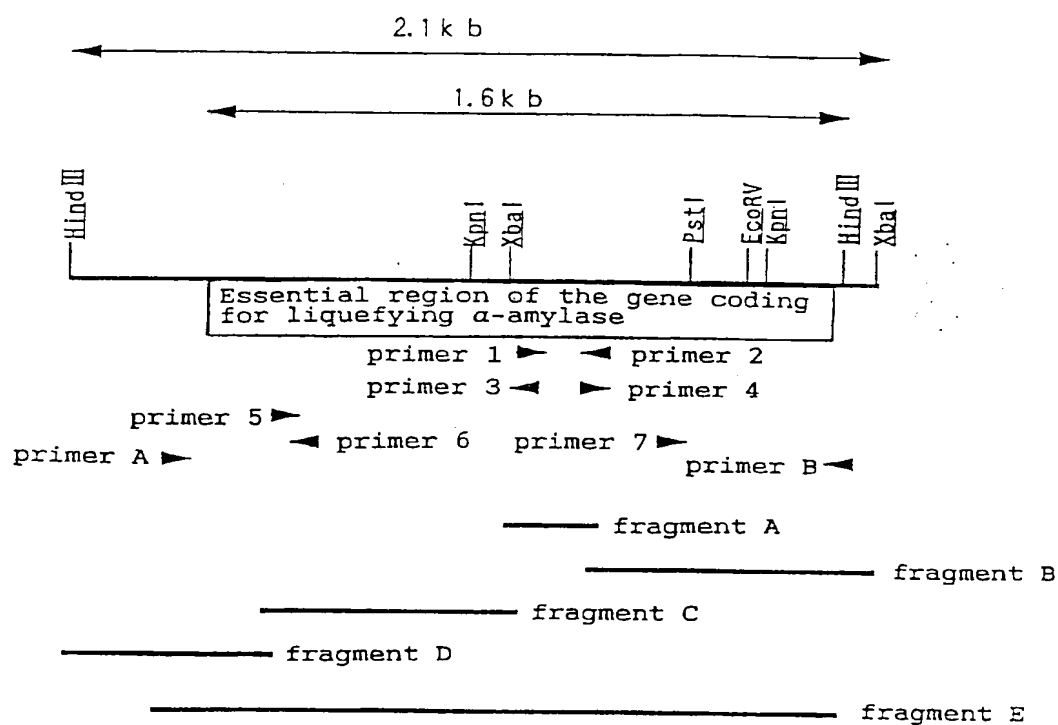 2.1kb
1.6kb
HindIII
KpnI
XbaI
PstI
EcoRV
KpnI
HindIII
XbaI
Essential region of the gene coding
for liquefying α-amylase
primer 1
primer 2
primer 3
primer 4
primer 5
primer 6
primer 7
primer A
primer B
fragment A
fragment B
fragment C
fragment D
fragment E